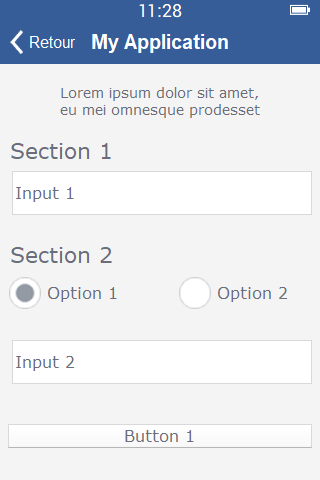 11:28
Retour My Application
Lorem ipsum dolor sit amet,
eu mei omnesque prodesset
Section 1
Input 1
Section 2
Option 1 Option 2
Input 2
Button 1